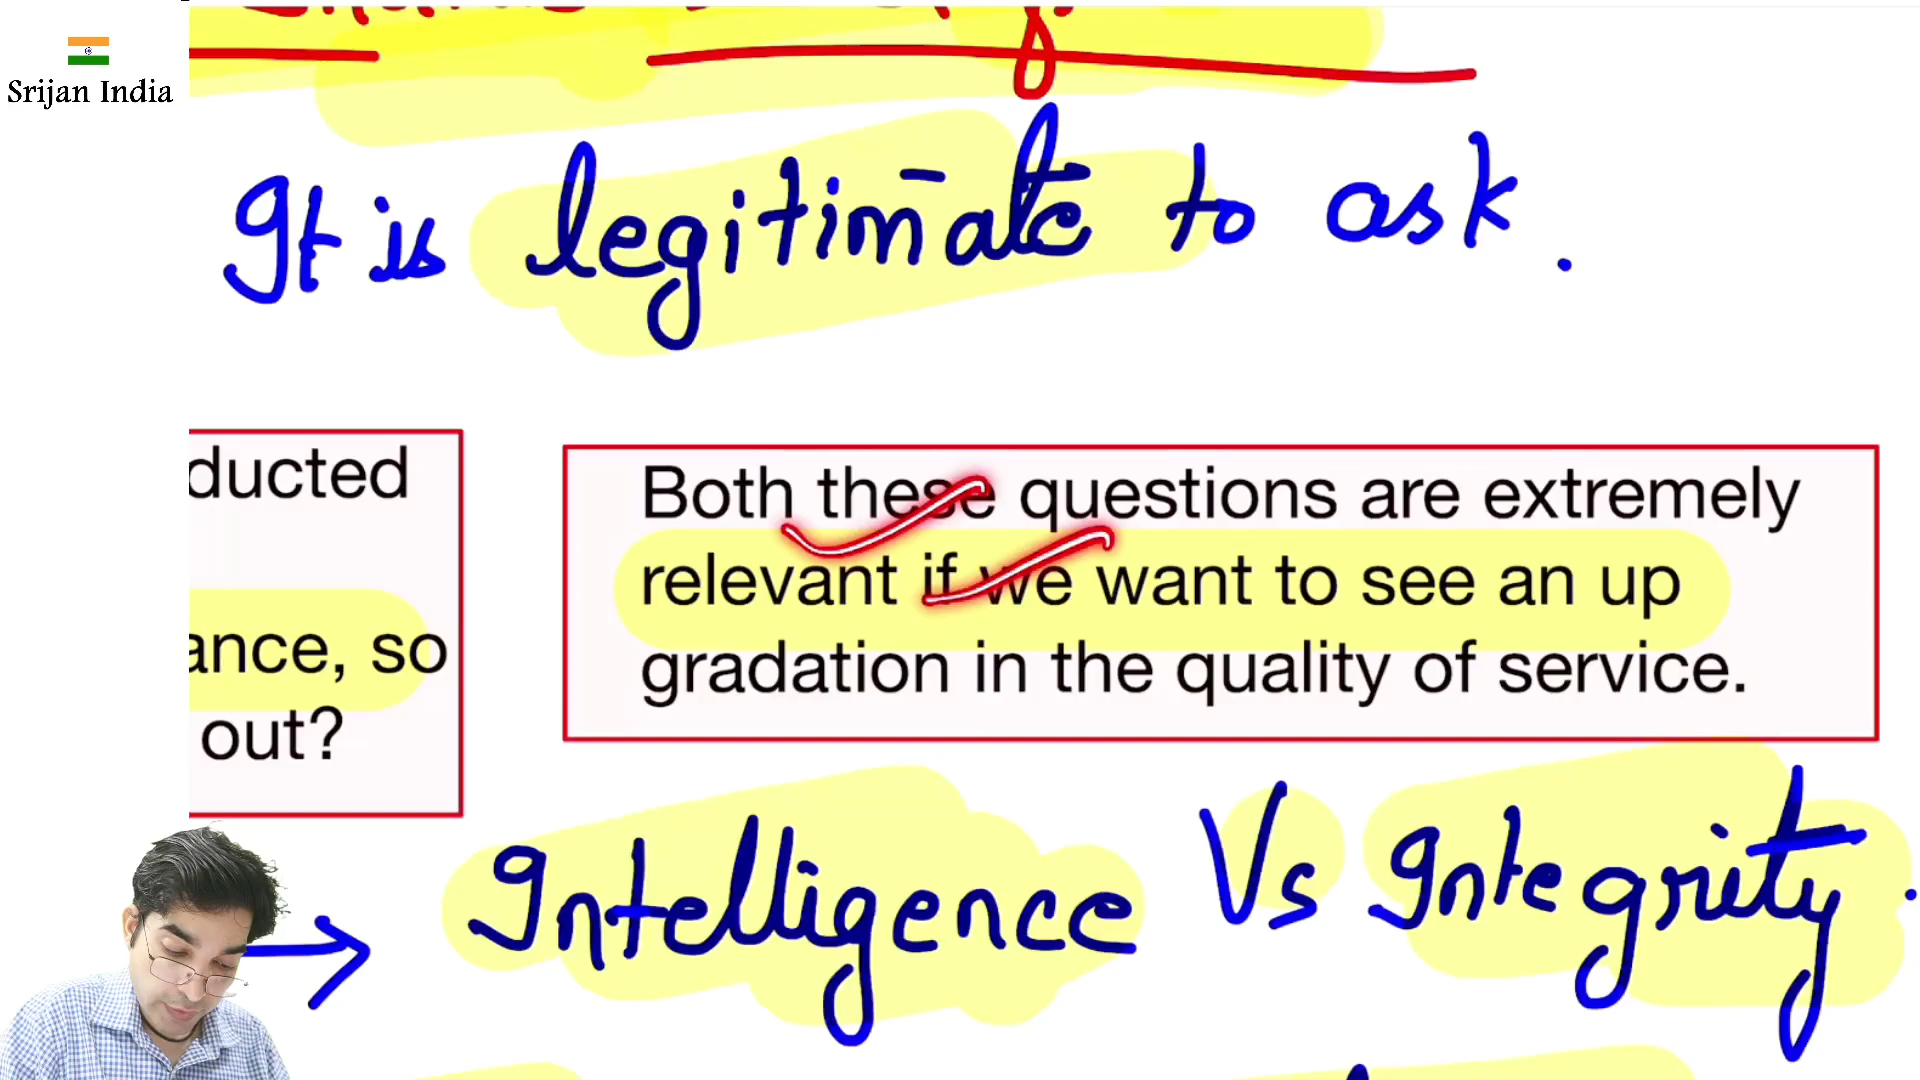 Srijan India
It is legitimate to ask.
ducted
ance, so
out?
Both these questions are extremely
relevant if we want to see an up
gradation in the quality of service.
→ Intelligence Vs Integrity.